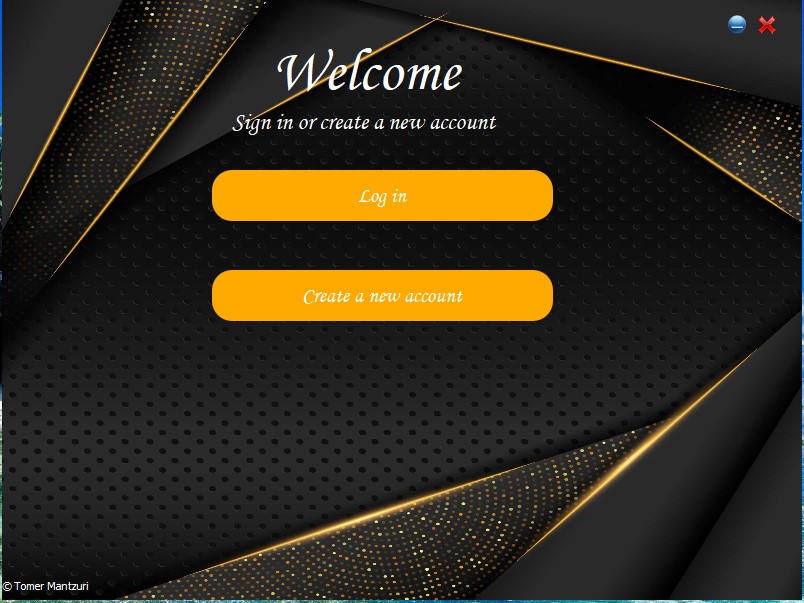 Welcome
Sign in or create a new account
Log in
Create a new account
© Tomer Mantzuri